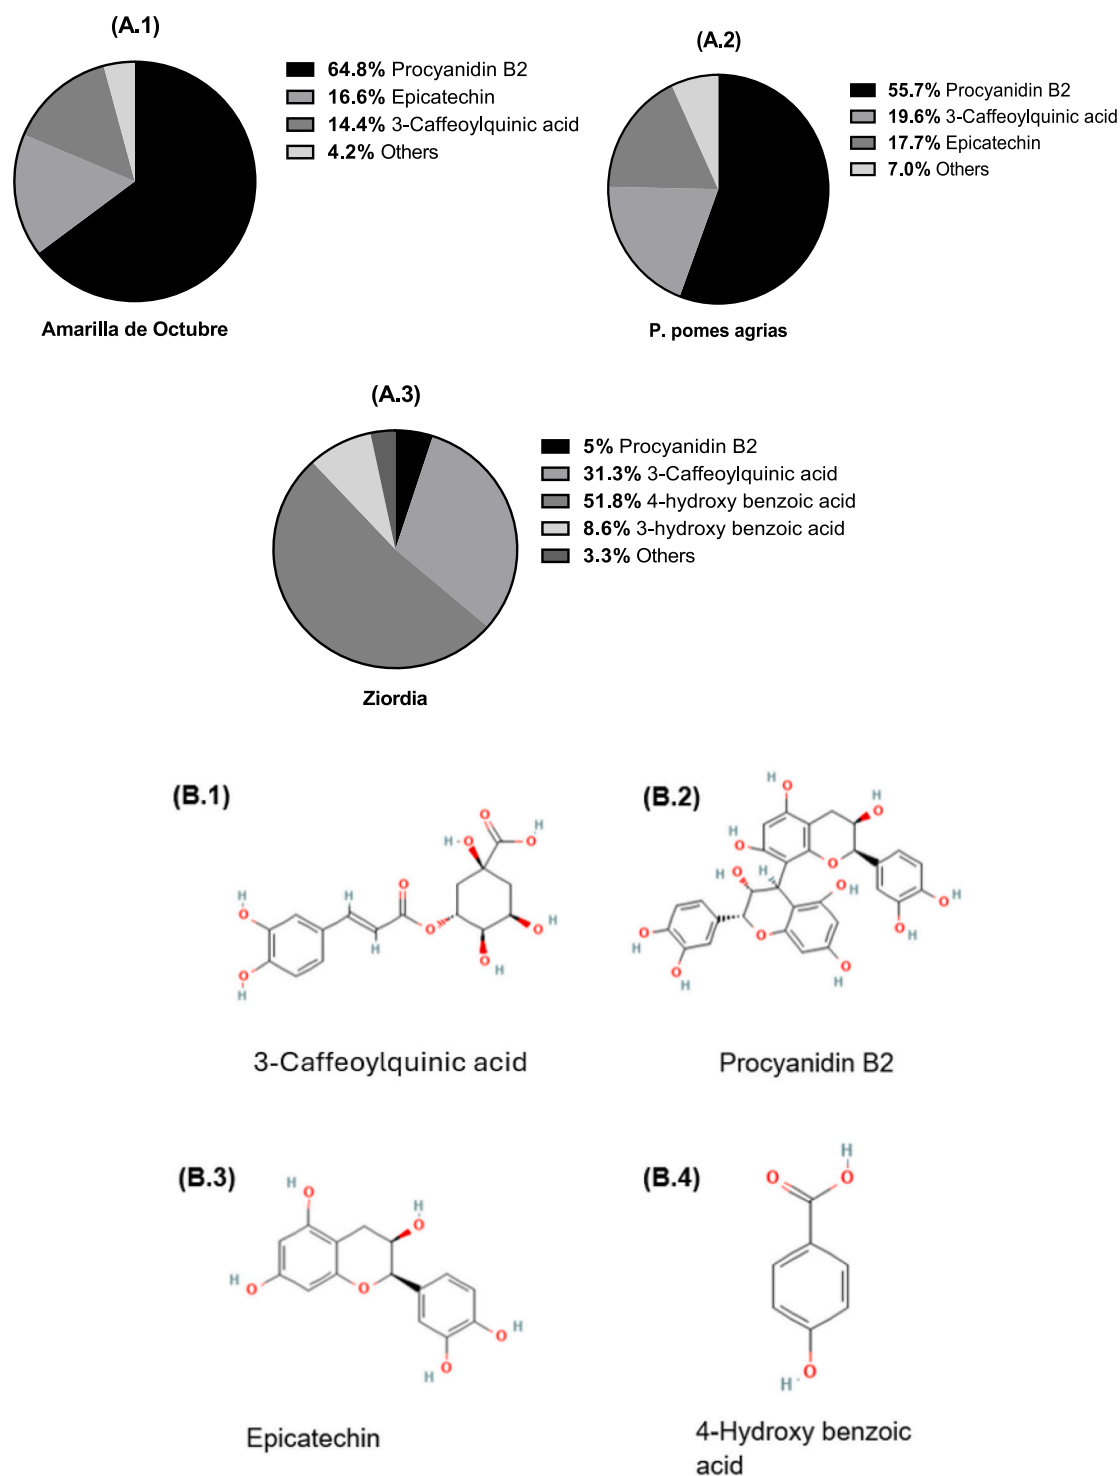 (A.1)
64.8% Procyanidin B2
16.6% Epicatechin
14.4% 3-Caffeoylquinic acid
4.2% Others
Amarilla de Octubre
(A.2)
55.7% Procyanidin B2
19.6% 3-Caffeoylquinic acid
17.7% Epicatechin
7.0% Others
P. pomes agrias
(A.3)
5% Procyanidin B2
31.3% 3-Caffeoylquinic acid
51.8% 4-hydroxy benzoic acid
8.6% 3-hydroxy benzoic acid
3.3% Others
Ziordia
(B.1)
3-Caffeoylquinic acid
(B.2)
Procyanidin B2
(B.3)
Epicatechin
(B.4)
4-Hydroxy benzoic
acid